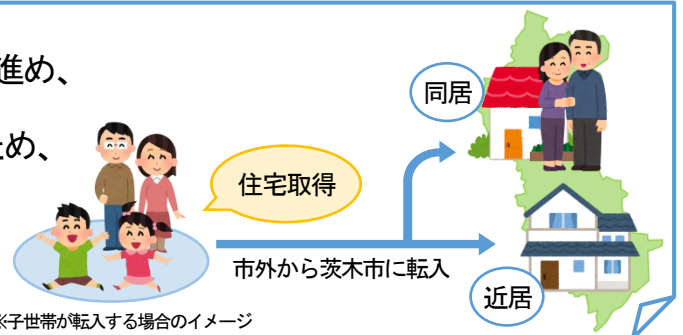 進め、
ため、
同居
住宅取得
市外から茨木市に転入
近居
※子世帯が転入する場合のイメージ